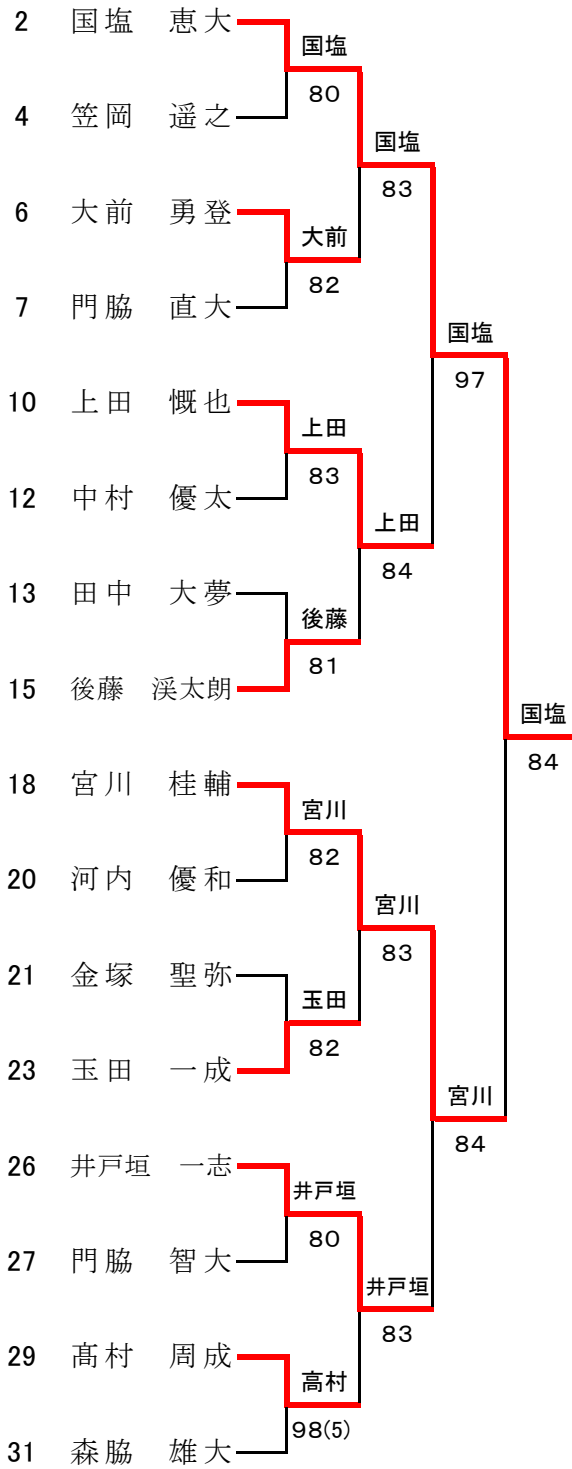 2 国塩 恵大
国塩
80
4 笠岡 遥之
国塩
83
6 大前 勇登
大前
82
7 門脇 直大
国塩
97
10 上田 慨也
上田
83
12 中村 優太
上田
84
13 田中 大夢
後藤
81
15 後藤 渓太朗
国塩
84
18 宮川 桂輔
宮川
82
20 河内 優和
宮川
83
21 金塚 聖弥
玉田
82
23 玉田 一成
宮川
84
26 井戸垣 一志
井戸垣
80
27 門脇 智大
井戸垣
83
29 髙村 周成
高村
98(5)
31 森脇 雄大